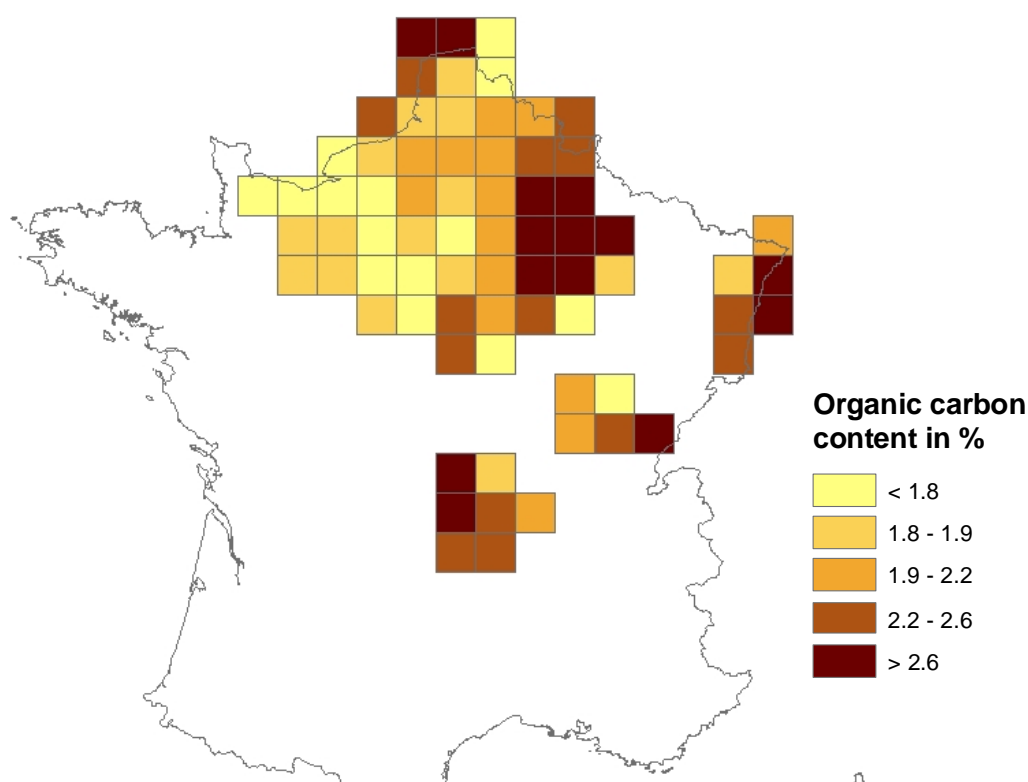 Organic carbon
content in %
< 1.8
1.8 - 1.9
1.9 - 2.2
2.2 - 2.6
> 2.6